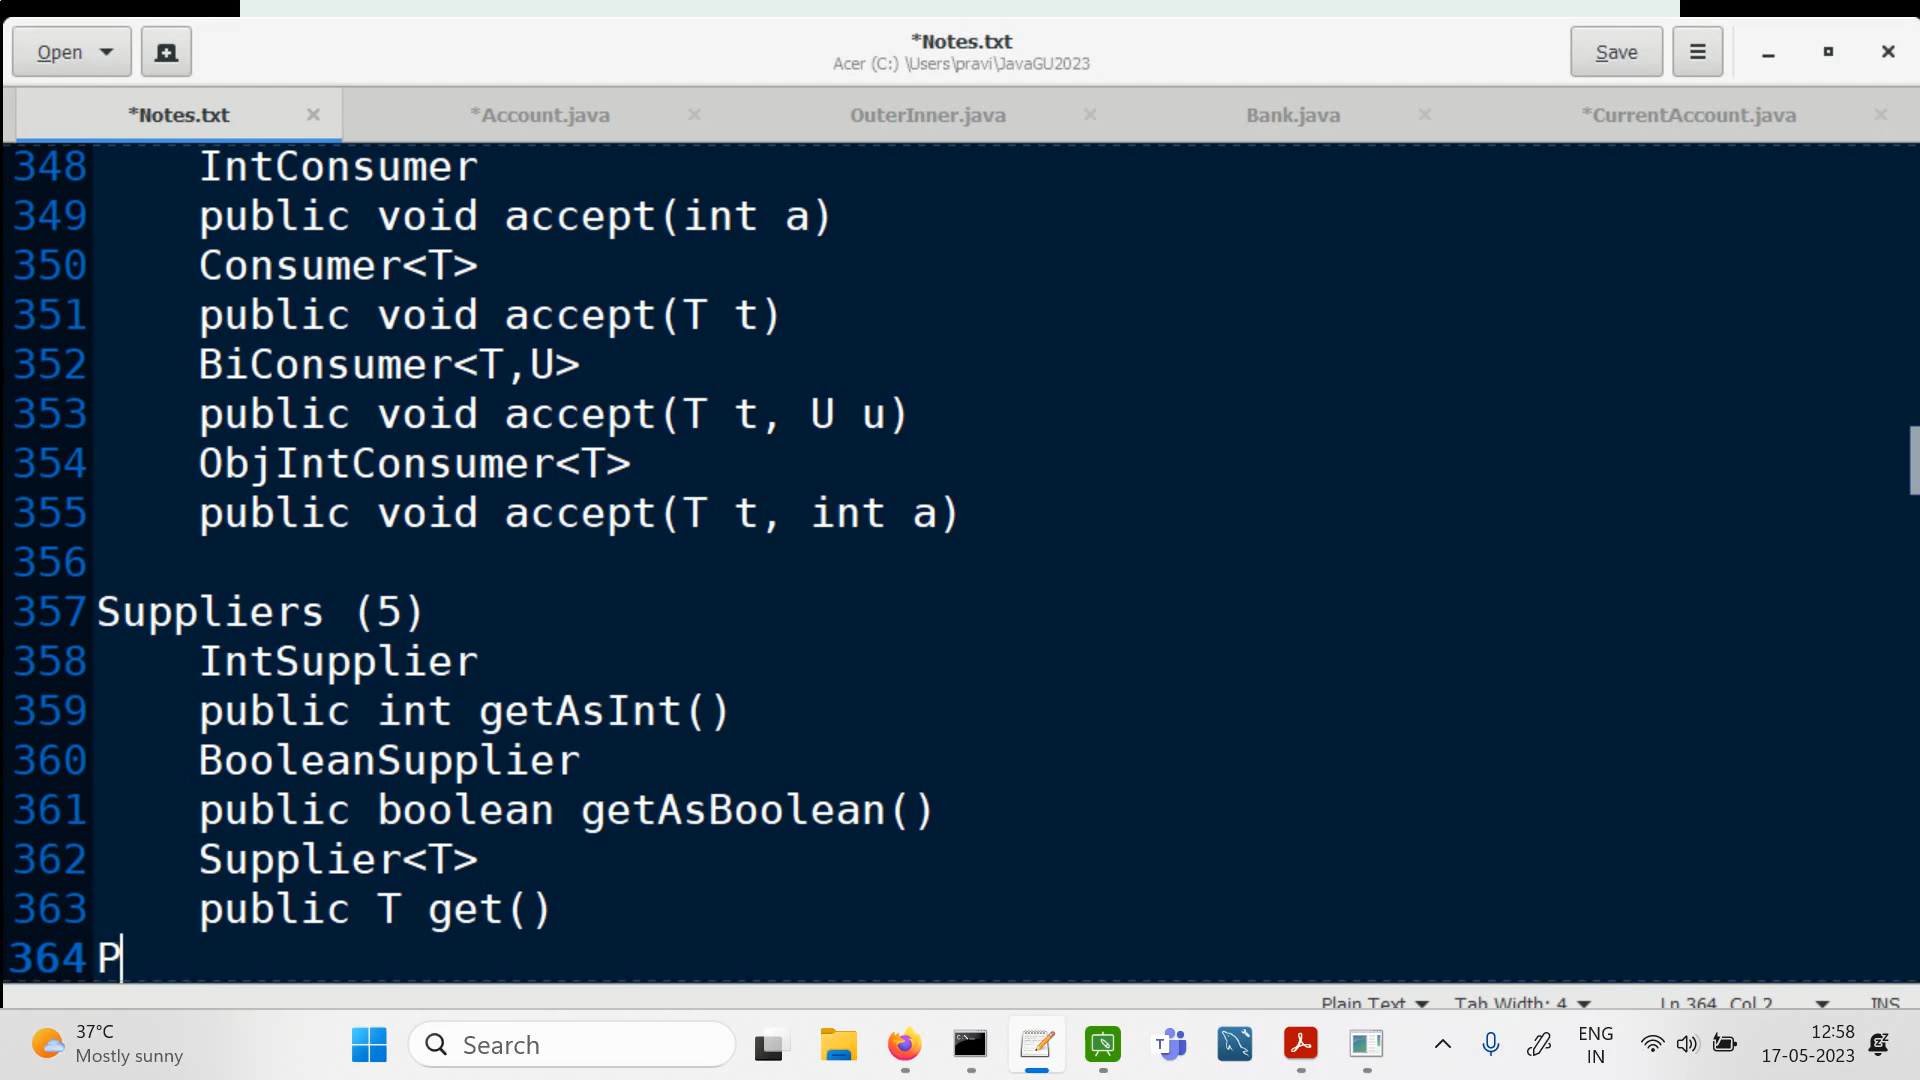 Open
*Notes.txt
Acer (C:) \Users\pravi\JavaGU2023
Save
*Notes.txt
*Account.java
OuterInner.java
Bank.java
*CurrentAccount.java
348 IntConsumer
349 public void accept(int a)
350 Consumer<T>
351 public void accept(T t)
352 BiConsumer<T,U>
353 public void accept(T t, U u)
354 ObjIntConsumer<T>
355 public void accept(T t, int a)
356
357 Suppliers (5)
358 IntSupplier
359 public int getAsInt()
360 BooleanSupplier
361 public boolean getAsBoolean()
362 Supplier<T>
363 public T get()
364 P
Plain Text Tab Width: 4 Ln 364, Col 2 INS
37°C
Mostly sunny
Search
ENG
IN
12:58
17-05-2023